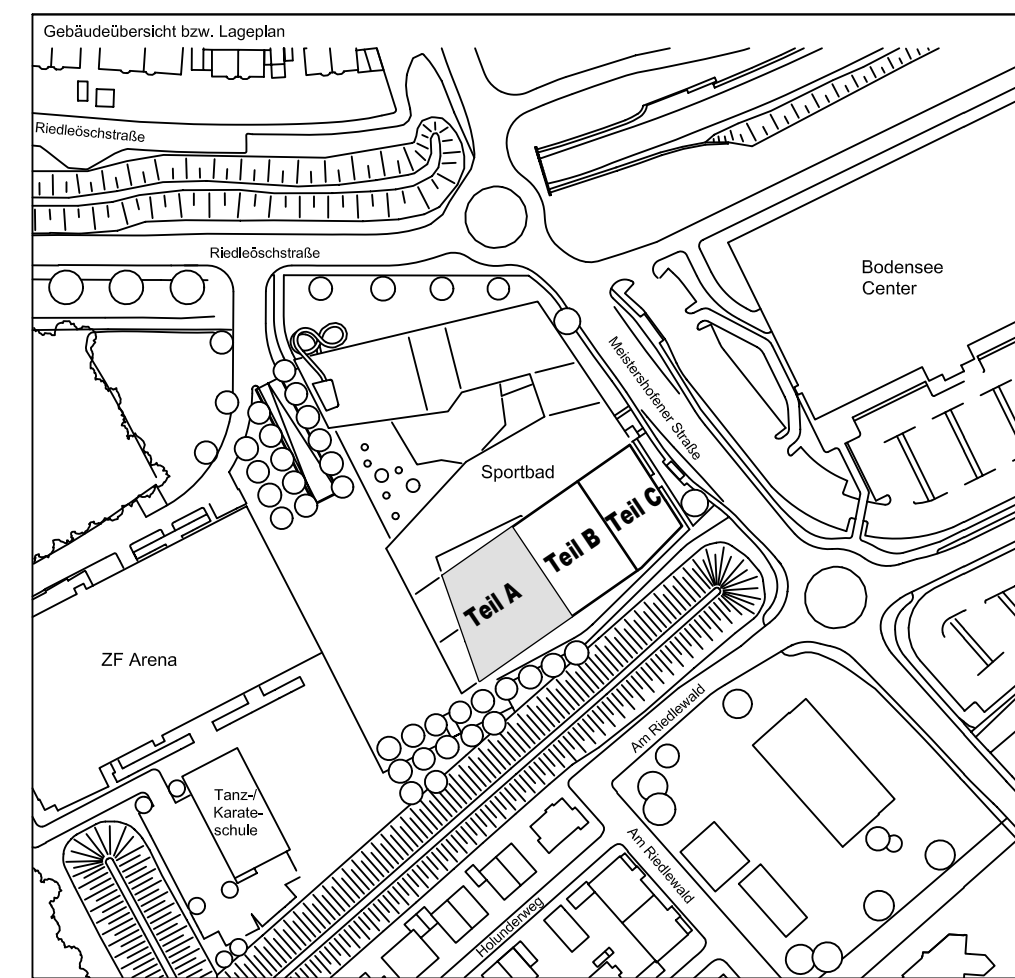 Gebäudeübersicht bzw. Lageplan
Riedleöschstraße
Riedleöschstraße
Bodensee
Center
Meistershofener Straße
Sportbad
Teil C
Teil B
Teil A
ZF Arena
Am Riedlewald
Tanz-/
Karate-
schule
Am Riedlewald
Holunderweg